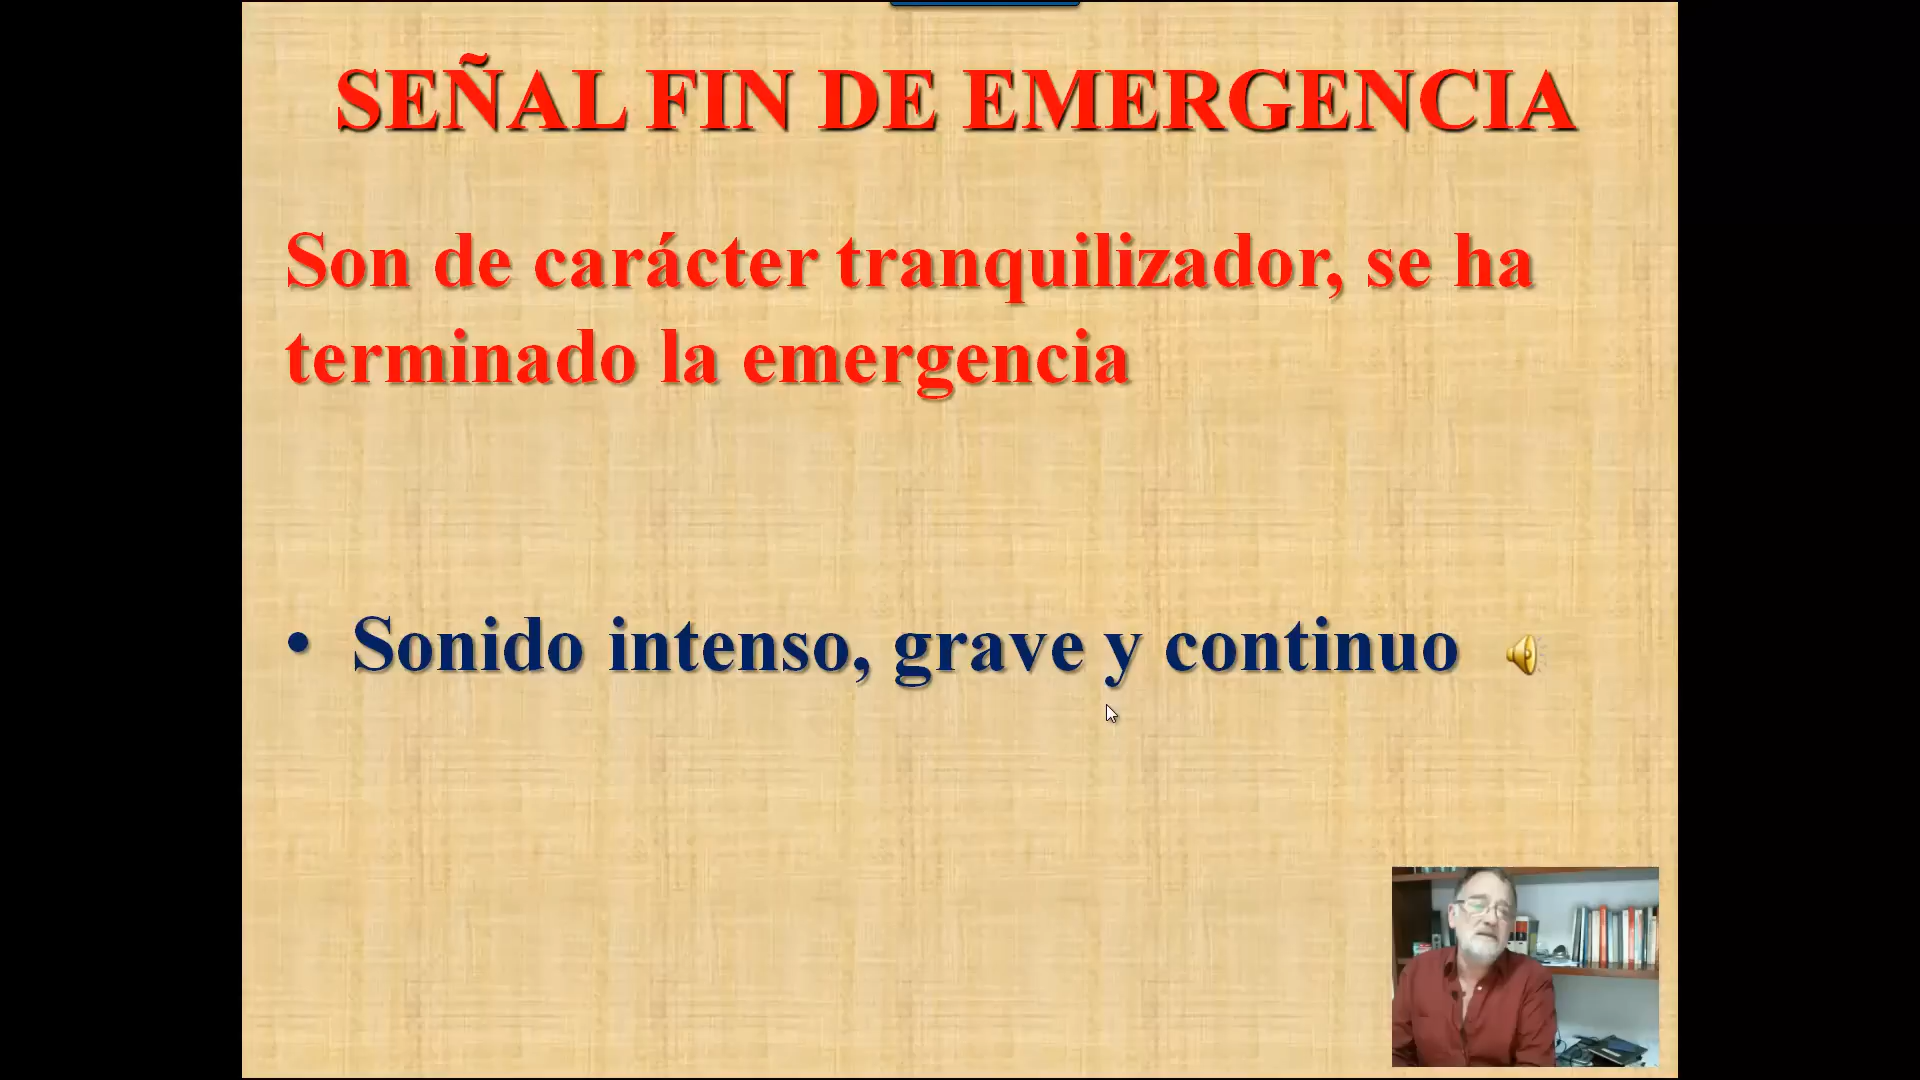 SEÑAL FIN DE EMERGENCIA
Son de carácter tranquilizador, se ha
terminado la emergencia
• Sonido intenso, grave y continuo